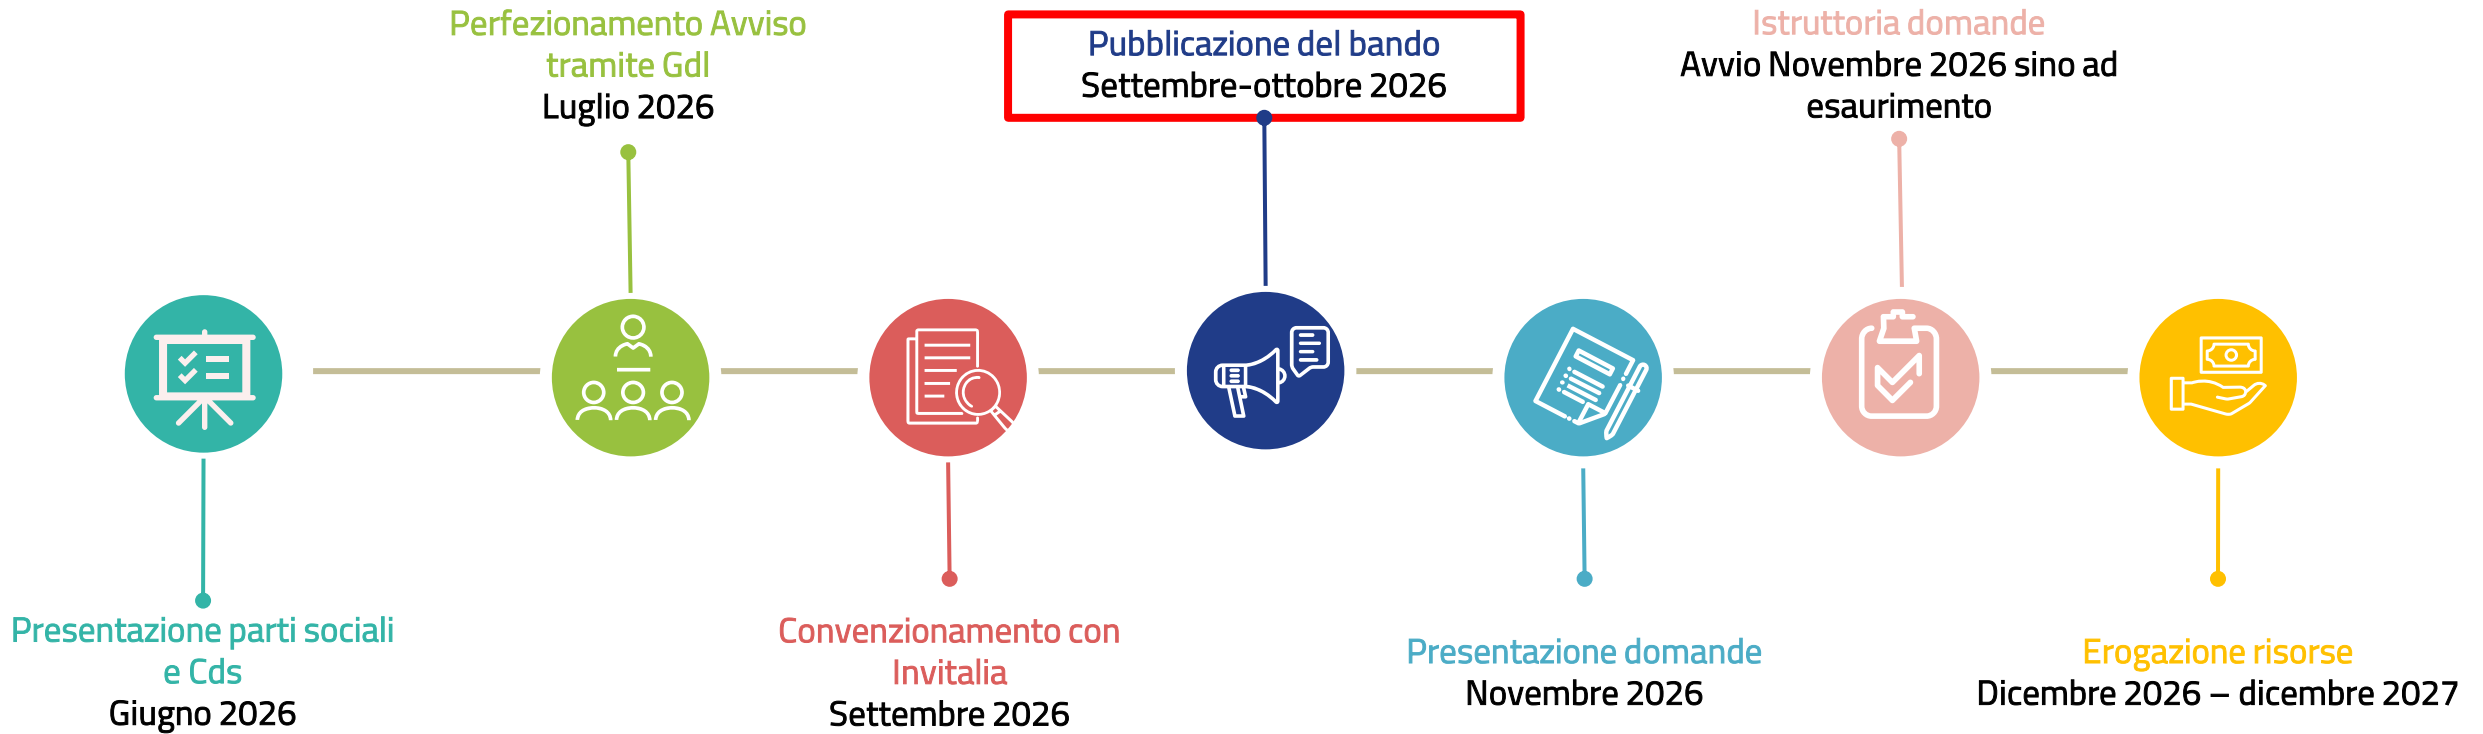 Perfezionamento Avviso
tramite Gdl
Luglio 2026
Pubblicazione del bando
Settembre-ottobre 2026
Istruttoria domande
Avvio Novembre 2026 sino ad
esaurimento
Presentazione parti sociali
e Cds
Giugno 2026
Convenzionamento con
Invitalia
Settembre 2026
Presentazione domande
Novembre 2026
Erogazione risorse
Dicembre 2026 – dicembre 2027